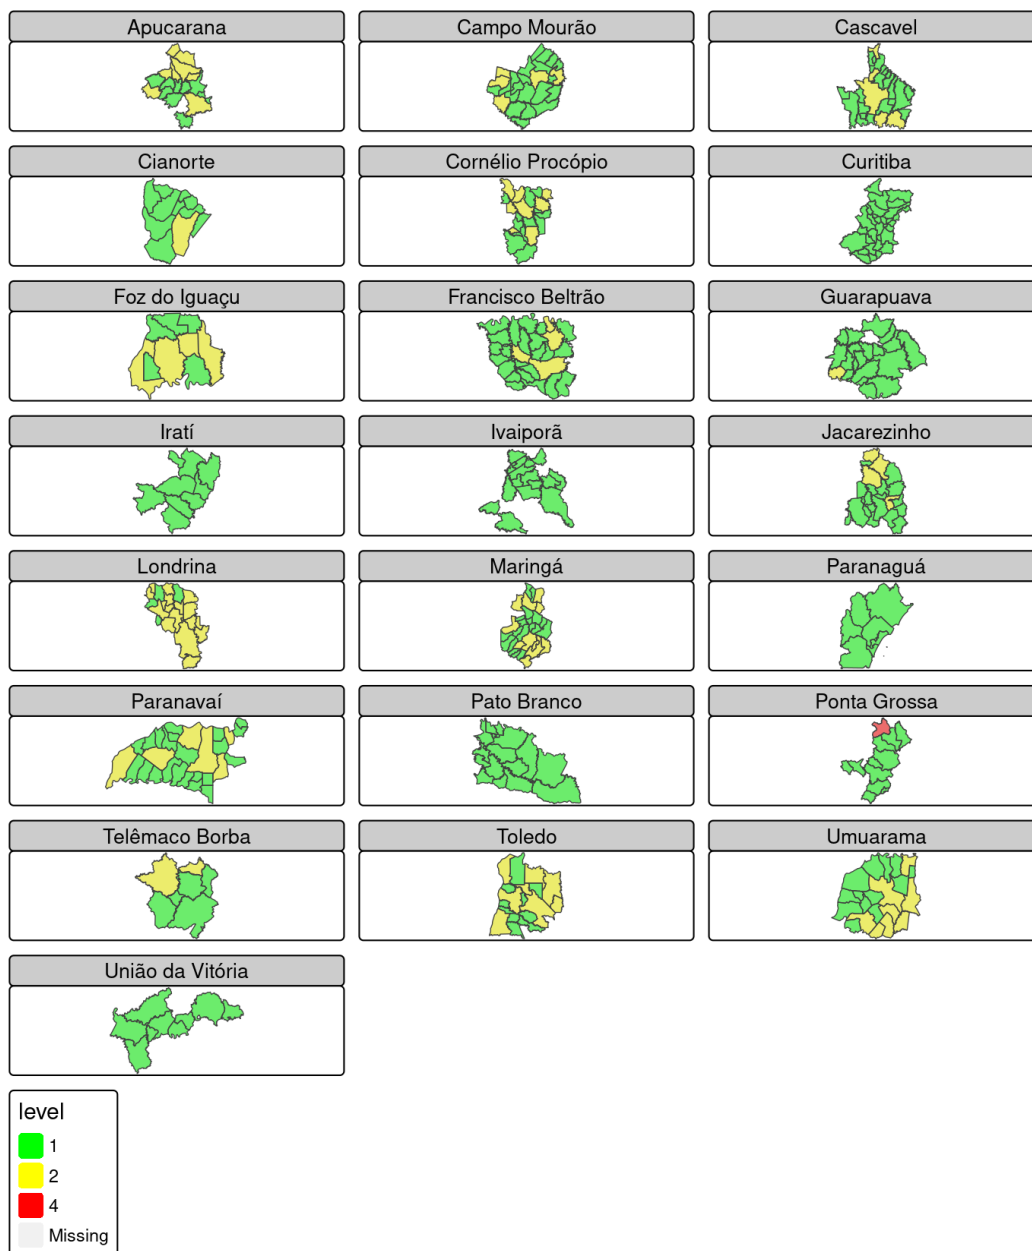 Apucarana
Campo Mourão
Cascavel
Cianorte
Cornélio Procópio
Curitiba
Foz do Iguaçu
Francisco Beltrão
Guarapuava
Iratí
Ivaiporã
Jacarezinho
Londrina
Maringá
Paranaguá
Paranavaí
Pato Branco
Ponta Grossa
Telêmaco Borba
Toledo
Umuarama
União da Vitória
level
1
2
4
Missing